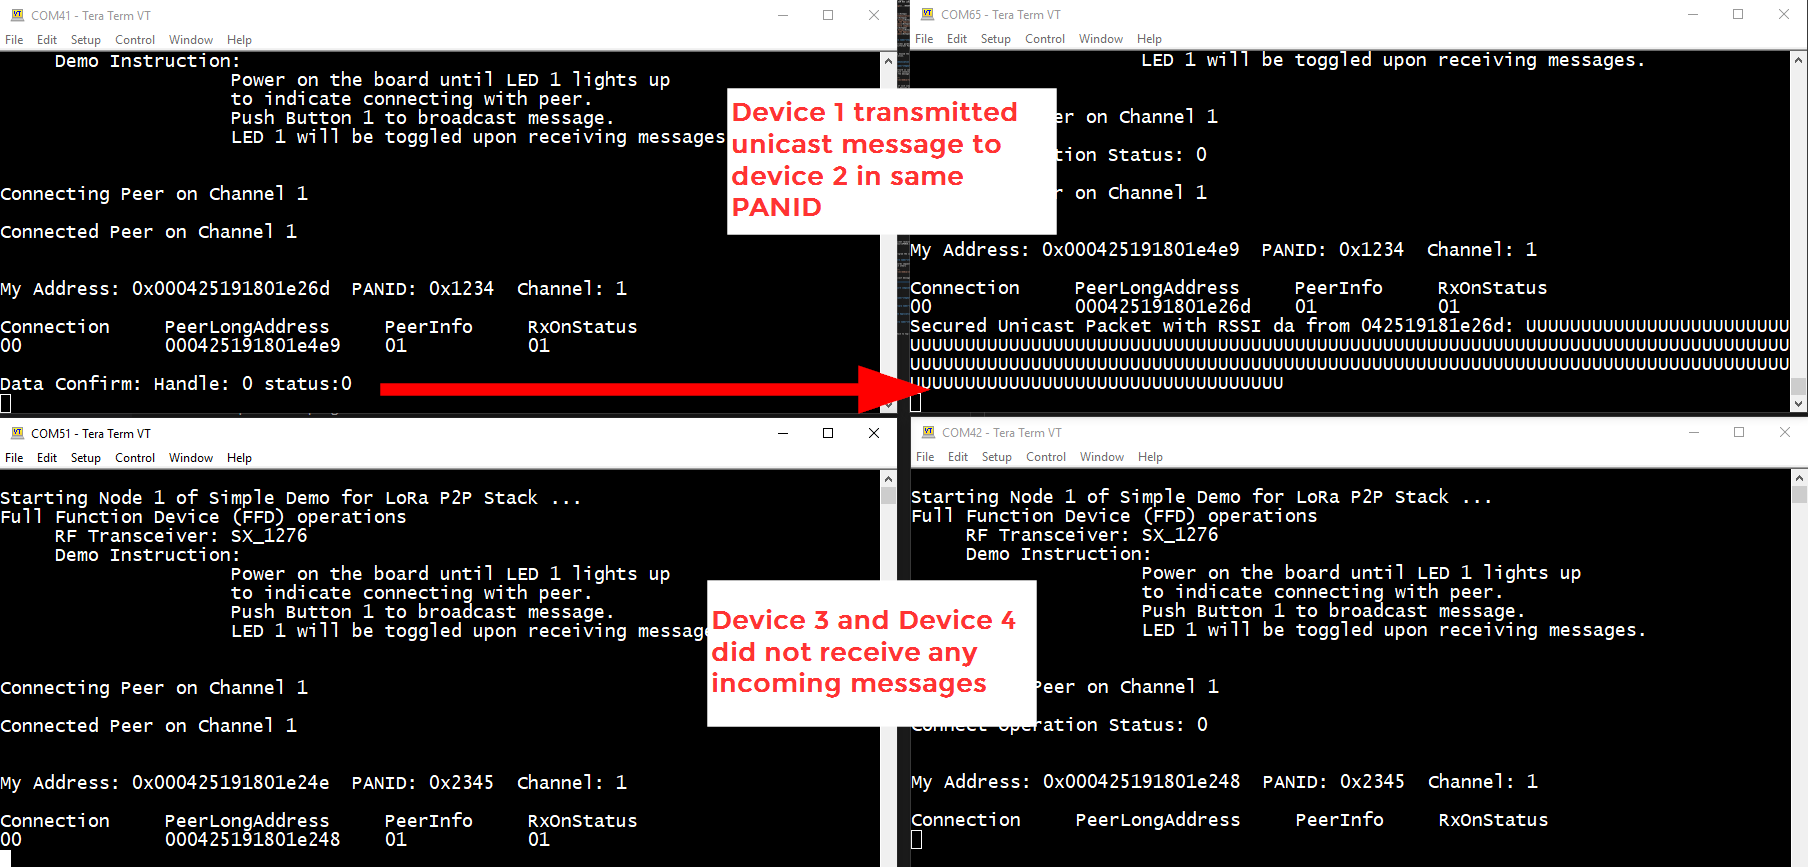 COM41 - Tera Term VT
File Edit Setup Control Window Help
Demo Instruction:
Power on the board until LED 1 lights up
to indicate connecting with peer.
Push Button 1 to broadcast message.
LED 1 will be toggled upon receiving messages
Connecting Peer on Channel 1
Connected Peer on Channel 1
My Address: 0x000425191801e26d PANID: 0x1234 Channel: 1
Connection PeerLongAddress PeerInfo RxOnStatus
00 000425191801e4e9 01 01
Data Confirm: Handle: 0 status:0
COM65 - Tera Term VT
File Edit Setup Control Window Help
LED 1 will be toggled upon receiving messages.
Device 1 transmitted
unicast message to
device 2 in same
PANID
er on Channel 1
tion Status: 0
r on Channel 1
My Address: 0x000425191801e4e9 PANID: 0x1234 Channel: 1
Connection PeerLongAddress PeerInfo RxOnStatus
00 000425191801e26d 01 01
Secured Unicast Packet with RSSI da from 042519181e26d: UUUUUUUUUUUUUUUUUUUUUUUU
UUUUUUUUUUUUUUUUUUUUUUUUUUUUUUUUUUUUUUUUUUUUUUUUUUUUUUUUUUUUUUUUUUUUUUUUUUUUUUUU
UUUUUUUUUUUUUUUUUUUUUUUUUUUUUUUUUUUUUUUUUUUUUUUUUUUUUUUUUUUUUUUUUUUUUUUUUUUUUUUU
UUUUUUUUUUUUUUUUUUUUUUUUUUUUUUUUUU
COM51 - Tera Term VT
File Edit Setup Control Window Help
Starting Node 1 of Simple Demo for LoRa P2P Stack ...
Full Function Device (FFD) operations
RF Transceiver: SX_1276
Demo Instruction:
Power on the board until LED 1 lights up
to indicate connecting with peer.
Push Button 1 to broadcast message.
LED 1 will be toggled upon receiving messag
Connecting Peer on Channel 1
Connected Peer on Channel 1
My Address: 0x000425191801e24e PANID: 0x2345 Channel: 1
Connection PeerLongAddress PeerInfo RxOnStatus
00 000425191801e248 01 01
Device 3 and Device 4
did not receive any
incoming messages
COM42 - Tera Term VT
File Edit Setup Control Window Help
Starting Node 1 of Simple Demo for LoRa P2P Stack ...
Full Function Device (FFD) operations
RF Transceiver: SX_1276
Demo Instruction:
Power on the board until LED 1 lights up
to indicate connecting with peer.
Push Button 1 to broadcast message.
LED 1 will be toggled upon receiving messages.
Peer on Channel 1
Connect Operation Status: 0
My Address: 0x000425191801e248 PANID: 0x2345 Channel: 1
Connection PeerLongAddress PeerInfo RxOnStatus